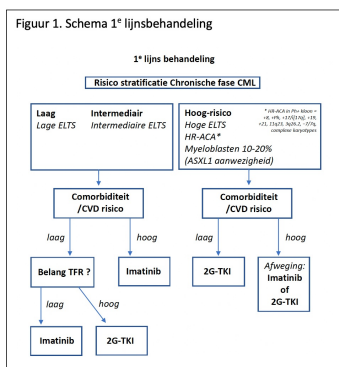 Figuur 1. Schema 1e lijnsbehandeling
1e lijns behandeling
Risico stratificatie Chronische fase CML
Laag Intermediair
Lage ELTS Intermediaire ELTS
Hoog-risico
Hoge ELTS
HR-ACA*
Myeloblasten 10-20%
(ASXL1 aanwezigheid)
* HR-ACA in Ph+ kloon =
+8, +Ph, +17/i(17q), +19,
+21, 11q23, 3q26.2, -7/7q,
complexe karyotypes
Comorbiditeit
/CVD risico
Comorbiditeit
/CVD risico
laag hoog
laag hoog
Belang TFR ?
Imatinib
2G-TKI
Afweging:
Imatinib
of
2G-TKI
laag hoog
Imatinib
2G-TKI